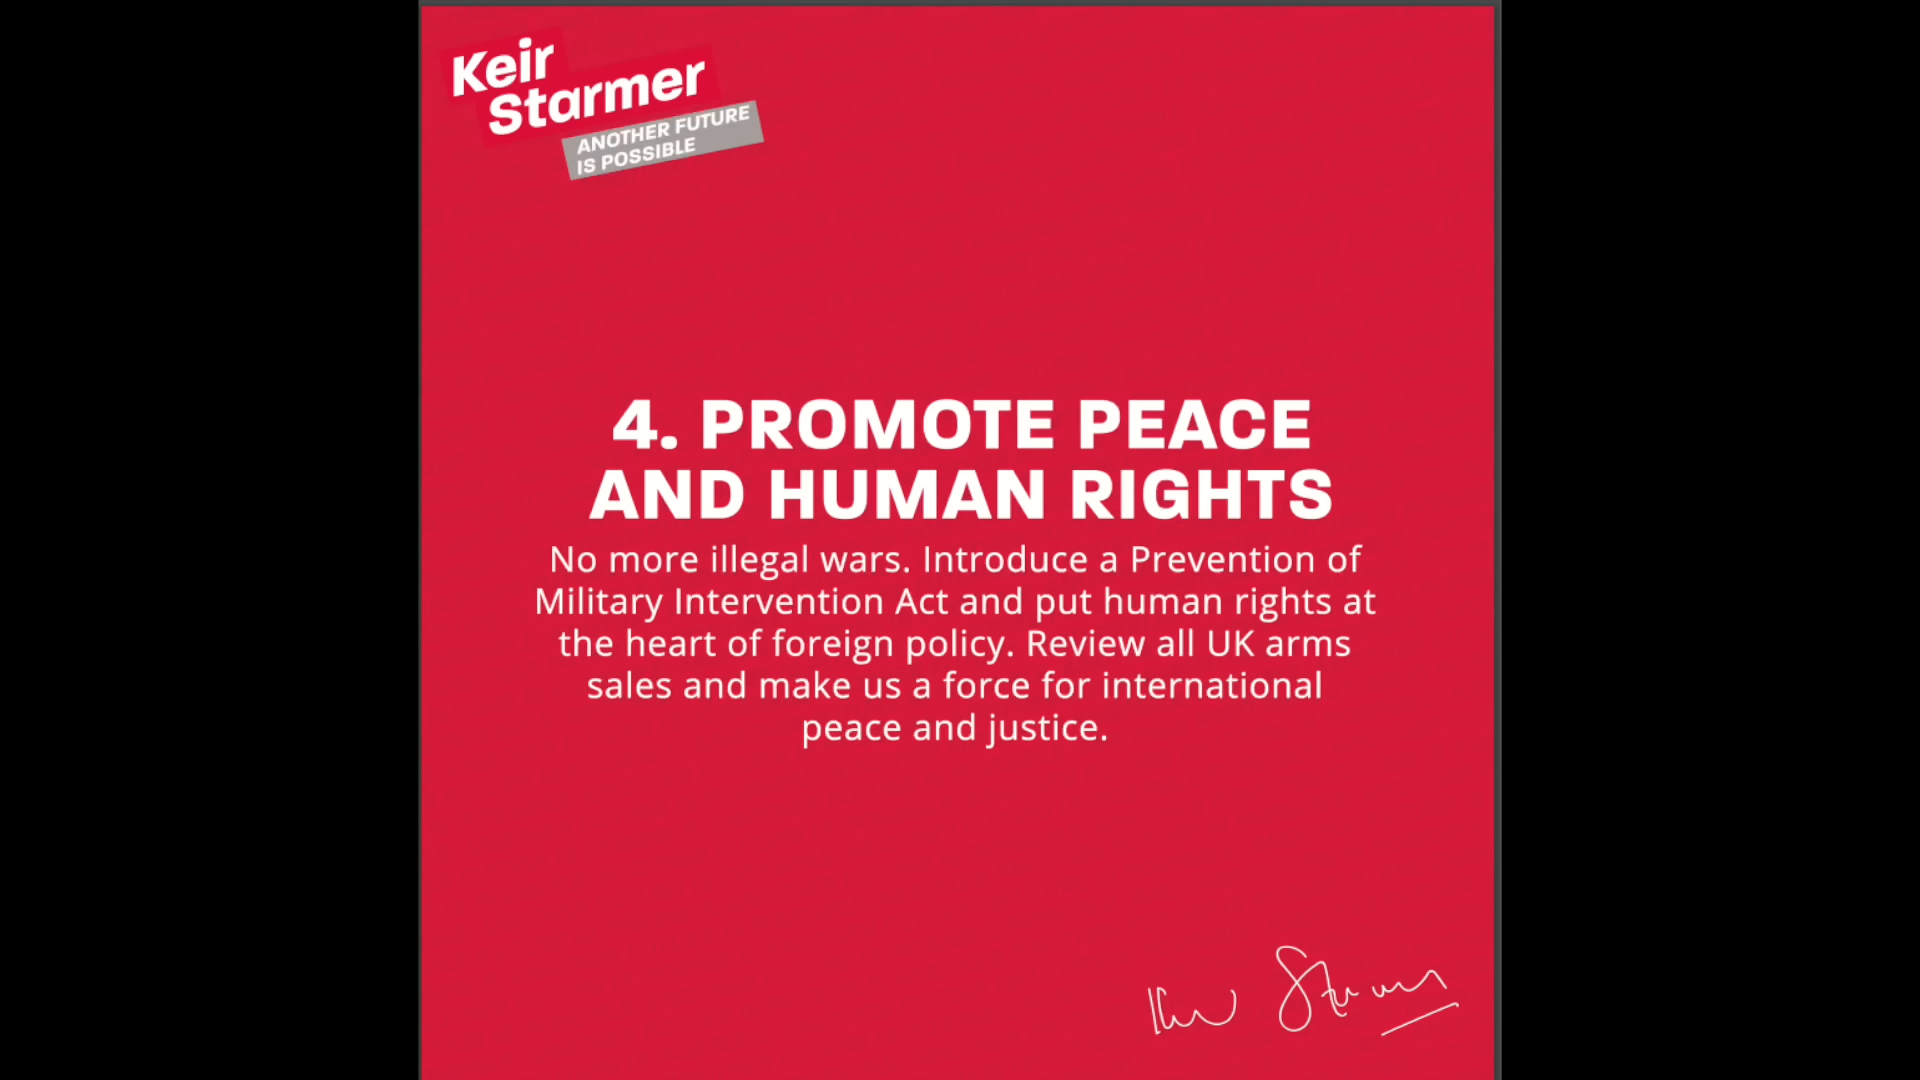 Keir
Starmer
ANOTHER FUTURE
IS POSSIBLE
4. PROMOTE PEACE
AND HUMAN RIGHTS
No more illegal wars. Introduce a Prevention of
Military Intervention Act and put human rights at
the heart of foreign policy. Review all UK arms
sales and make us a force for international
peace and justice.
Keir Starmer